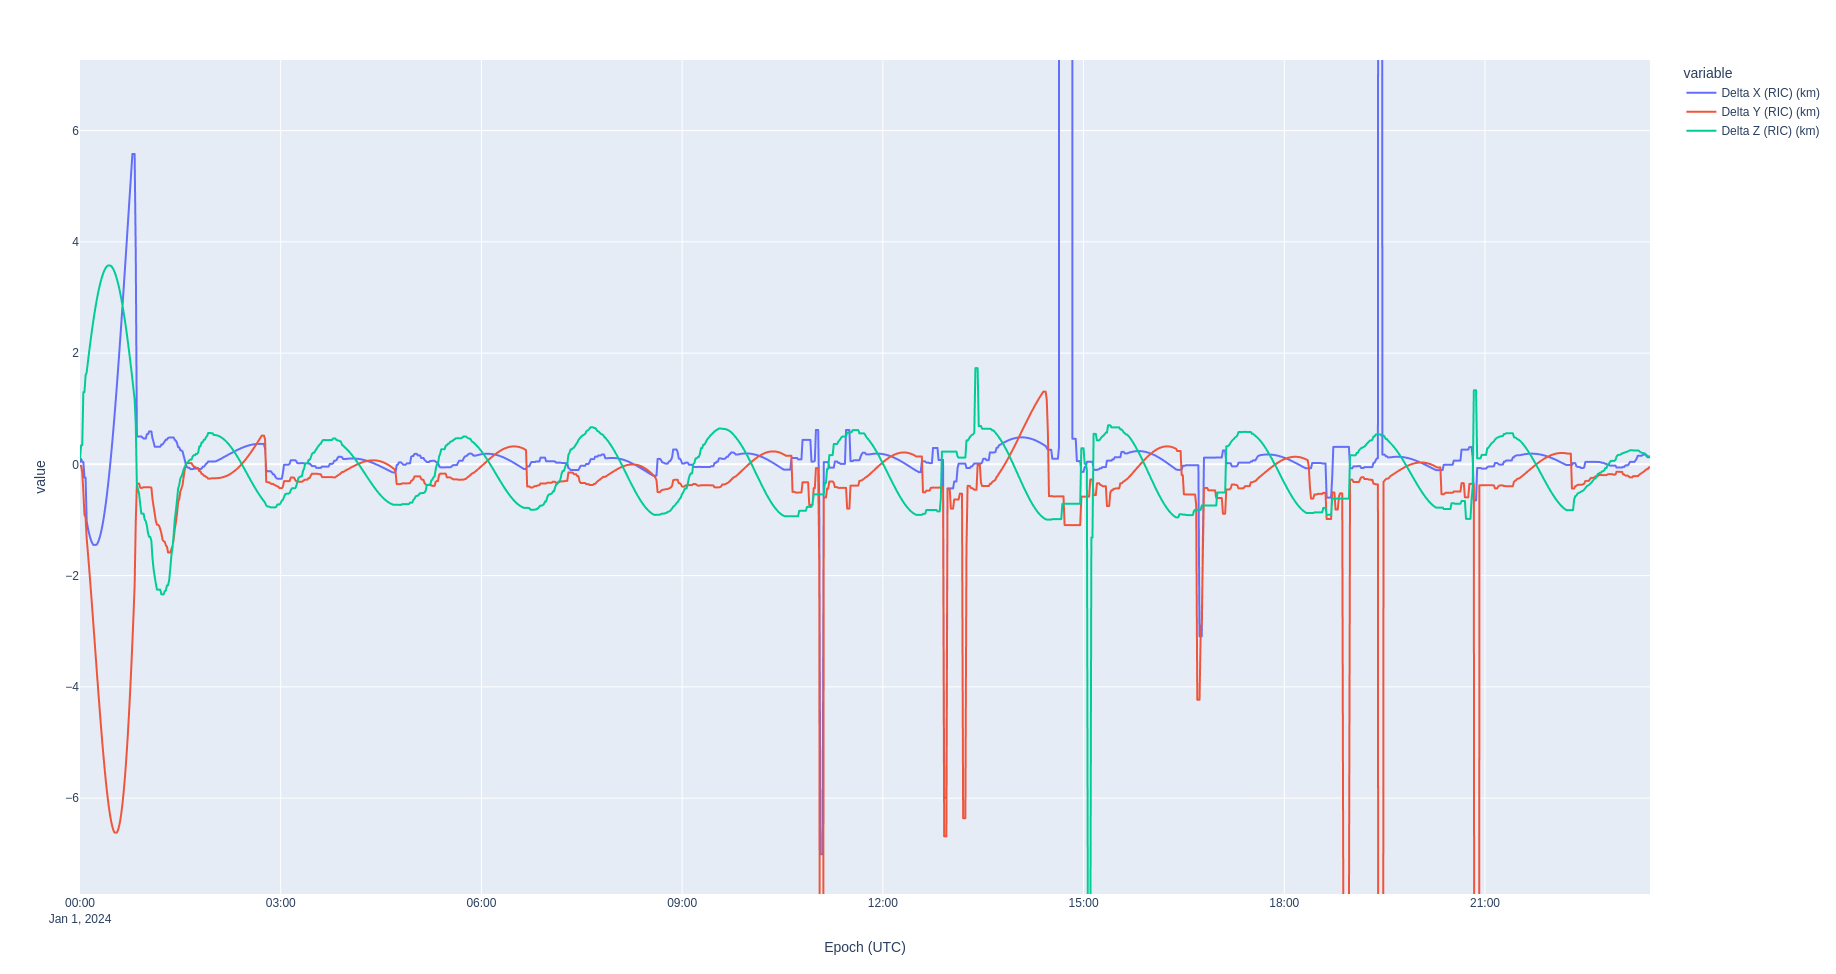 variable
Delta X (RIC) (km)
Delta Y (RIC) (km)
Delta Z (RIC) (km)
value
6
4
2
0
−2
−4
−6
00:00 03:00 06:00 09:00 12:00 15:00 18:00 21:00
Jan 1, 2024
Epoch (UTC)